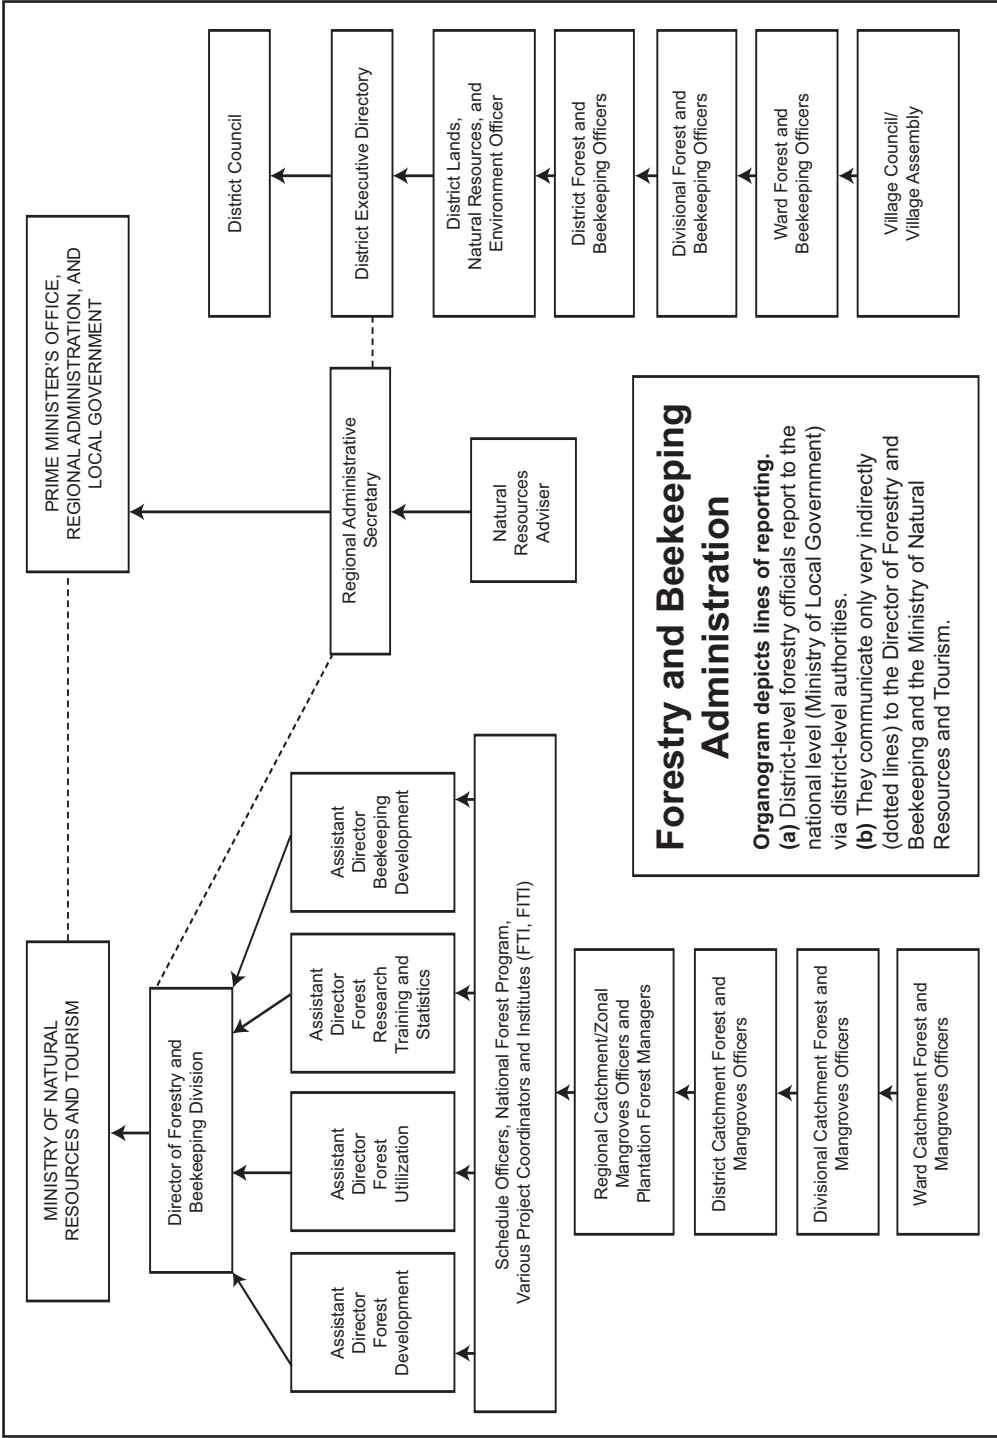 MINISTRY OF NATURAL
RESOURCES AND TOURISM
PRIME MINISTER'S OFFICE,
REGIONAL ADMINISTRATION, AND
LOCAL GOVERNMENT
Director of Forestry and
Beekeeping Division
Assistant
Director
Forest
Development
Assistant
Director
Forest
Utilization
Assistant
Director
Forest
Research
Training and
Statistics
Assistant
Director
Beekeeping
Development
Schedule Officers, National Forest Program,
Various Project Coordinators and Institutes (FTI, FITI)
Regional Catchment/Zonal
Mangroves Officers and
Plantation Forest Managers
District Catchment Forest and
Mangroves Officers
Divisional Catchment Forest and
Mangroves Officers
Ward Catchment Forest and
Mangroves Officers
Regional Administrative
Secretary
Natural
Resources
Adviser
District Council
District Executive Directory
District Lands,
Natural Resources, and
Environment Officer
District Forest and
Beekeeping Officers
Divisional Forest and
Beekeeping Officers
Ward Forest and
Beekeeping Officers
Village Council/
Village Assembly
Forestry and Beekeeping
Administration
Organogram depicts lines of reporting.
(a) District-level forestry officials report to the
national level (Ministry of Local Government)
via district-level authorities.
(b) They communicate only very indirectly
(dotted lines) to the Director of Forestry and
Beekeeping and the Ministry of Natural
Resources and Tourism.